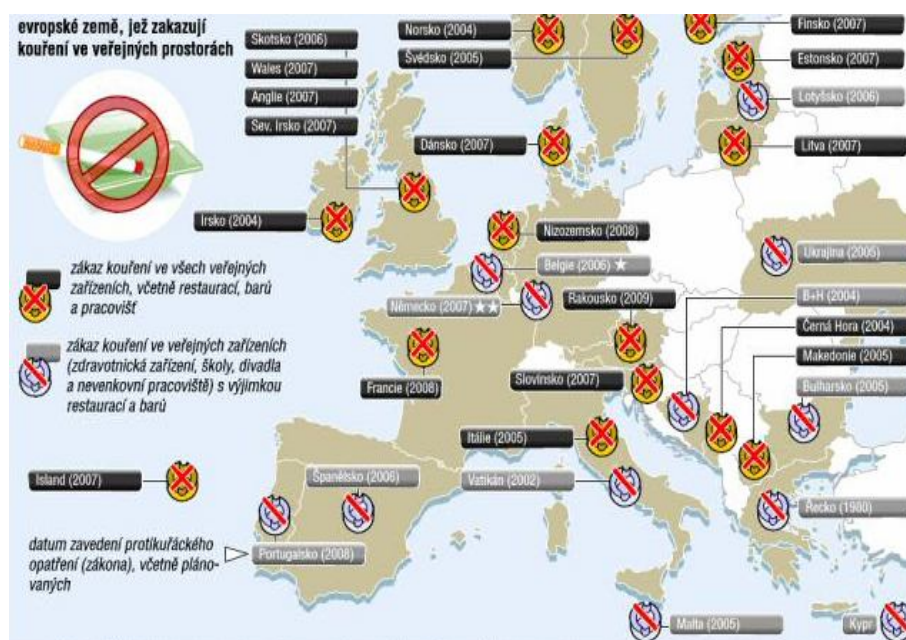 evropské země, jež zakazují
kouření ve veřejných prostorách
Skotsko (2006)
Wales (2007)
Anglie (2007)
Sev. Irsko (2007)
Norsko (2004)
Švédsko (2005)
Finsko (2007)
Estonsko (2007)
Lotyšsko (2006)
Litva (2007)
Dánsko (2007)
Irsko (2004)
Nizozemsko (2008)
Belgie (2006) ★
Německo (2007) ★★
Rakousko (2009)
Ukrajina (2005)
B+H (2004)
Černá Hora (2004)
Makedonie (2005)
Bulharsko (2005)
zákaz kouření ve všech veřejných
zařízeních, včetně restaurací, barů
a pracovišť
zákaz kouření ve veřejných zařízeních
(zdravotnická zařízení, školy, divadla
a nevenkovní pracoviště) s výjimkou
restaurací a barů
Francie (2008)
Slovinsko (2007)
Itálie (2005)
Vatikán (2002)
Island (2007)
Španělsko (2006)
Řecko (1980)
Portugalsko (2008)
datum zavedení protikuřáckého
opatření (zákona), včetně pláno-
vaných
Malta (2005)
Kypr